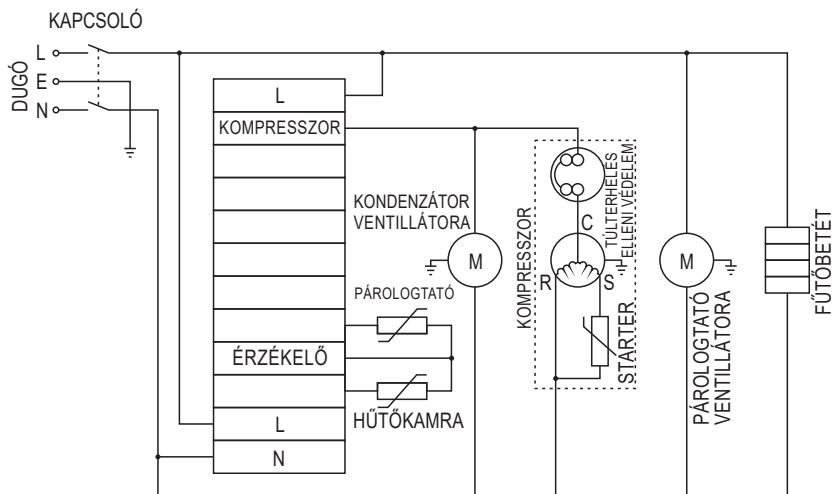 KAPCSOLÓ
DUGÓ
L
E
N
L
KOMPRESSZOR
ÉRZÉKELŐ
L
N
PÁROLOGTATÓ
HŰTŐKAMRA
KONDENZÁTOR
VENTILLÁTORA
M
KOMPRESSZOR
TÚLTERHELÉS
ELLENI VÉDELEM
C
R
S
STARTER
M
PÁROLOGTATÓ
VENTILLÁTORA
FŰTŐBETÉT